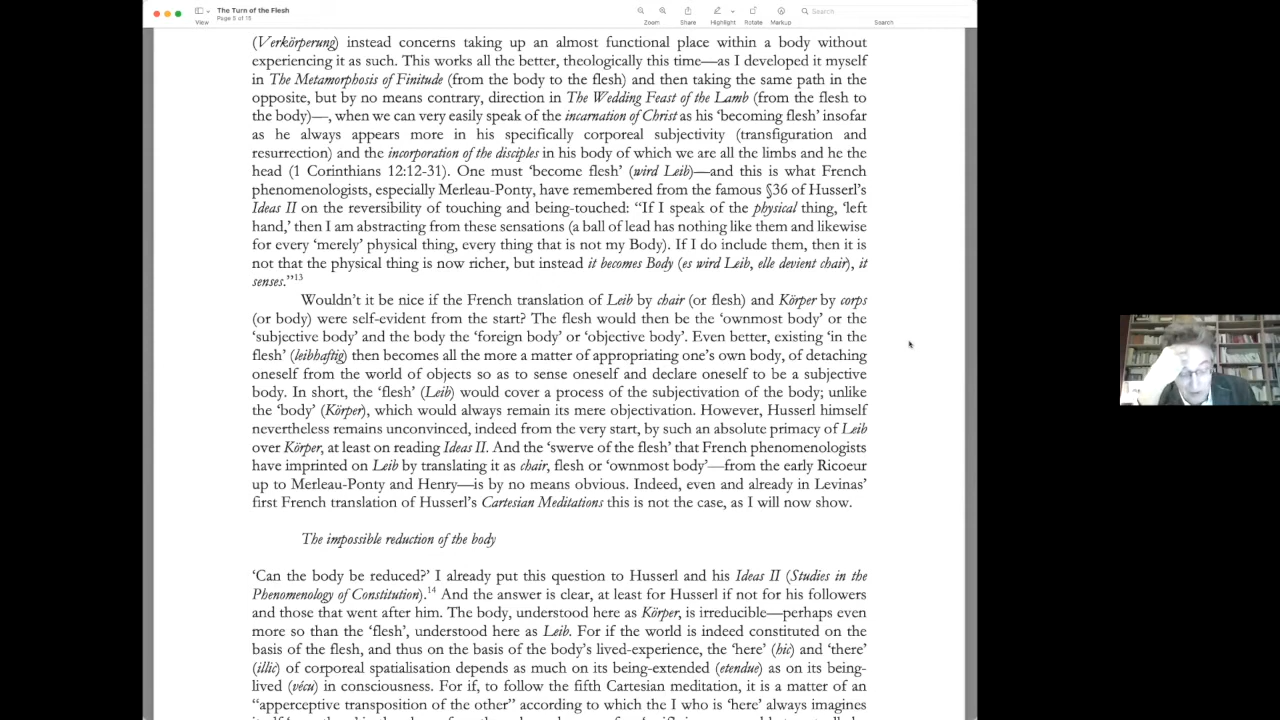 The Turn of the Flesh
Page 5 of 15
View
Zoom
Share
Highlight
Rotate
Markup
Search
Search
(Verkörperung) instead concerns taking up an almost functional place within a body without
experiencing it as such. This works all the better, theologically this time—as I developed it myself
in The Metamorphosis of Finitude (from the body to the flesh) and then taking the same path in the
opposite, but by no means contrary, direction in The Wedding Feast of the Lamb (from the flesh to
the body)—, when we can very easily speak of the incarnation of Christ as his ‘becoming flesh’ insofar
as he always appears more in his specifically corporeal subjectivity (transfiguration and
resurrection) and the incorporation of the disciples in his body of which we are all the limbs and he the
head (1 Corinthians 12:12-31). One must ‘become flesh’ (wird Leib)—and this is what French
phenomenologists, especially Merleau-Ponty, have remembered from the famous §36 of Husserl’s
Ideas II on the reversibility of touching and being-touched: “If I speak of the physical thing, ‘left
hand,’ then I am abstracting from these sensations (a ball of lead has nothing like them and likewise
for every ‘merely’ physical thing, every thing that is not my Body). If I do include them, then it is
not that the physical thing is now richer, but instead it becomes Body (es wird Leib, elle devient chair), it
senses.”13
Wouldn’t it be nice if the French translation of Leib by chair (or flesh) and Körper by corps
(or body) were self-evident from the start? The flesh would then be the ‘ownmost body’ or the
‘subjective body’ and the body the ‘foreign body’ or ‘objective body’. Even better, existing ‘in the
flesh’ (leibhaftig) then becomes all the more a matter of appropriating one’s own body, of detaching
oneself from the world of objects so as to sense oneself and declare oneself to be a subjective
body. In short, the ‘flesh’ (Leib) would cover a process of the subjectivation of the body; unlike
the ‘body’ (Körper), which would always remain its mere objectivation. However, Husserl himself
nevertheless remains unconvinced, indeed from the very start, by such an absolute primacy of Leib
over Körper, at least on reading Ideas II. And the ‘swerve of the flesh’ that French phenomenologists
have imprinted on Leib by translating it as chair, flesh or ‘ownmost body’—from the early Ricoeur
up to Merleau-Ponty and Henry—is by no means obvious. Indeed, even and already in Levinas’
first French translation of Husserl’s Cartesian Meditations this is not the case, as I will now show.
The impossible reduction of the body
‘Can the body be reduced?’ I already put this question to Husserl and his Ideas II (Studies in the
Phenomenology of Constitution).14 And the answer is clear, at least for Husserl if not for his followers
and those that went after him. The body, understood here as Körper, is irreducible—perhaps even
more so than the ‘flesh’, understood here as Leib. For if the world is indeed constituted on the
basis of the flesh, and thus on the basis of the body’s lived-experience, the ‘here’ (hic) and ‘there’
(illic) of corporeal spatialisation depends as much on its being-extended (etendue) as on its being-
lived (vécu) in consciousness. For if, to follow the fifth Cartesian meditation, it is a matter of an
“apperceptive transposition of the other” according to which the I who is ‘here’ always imagines